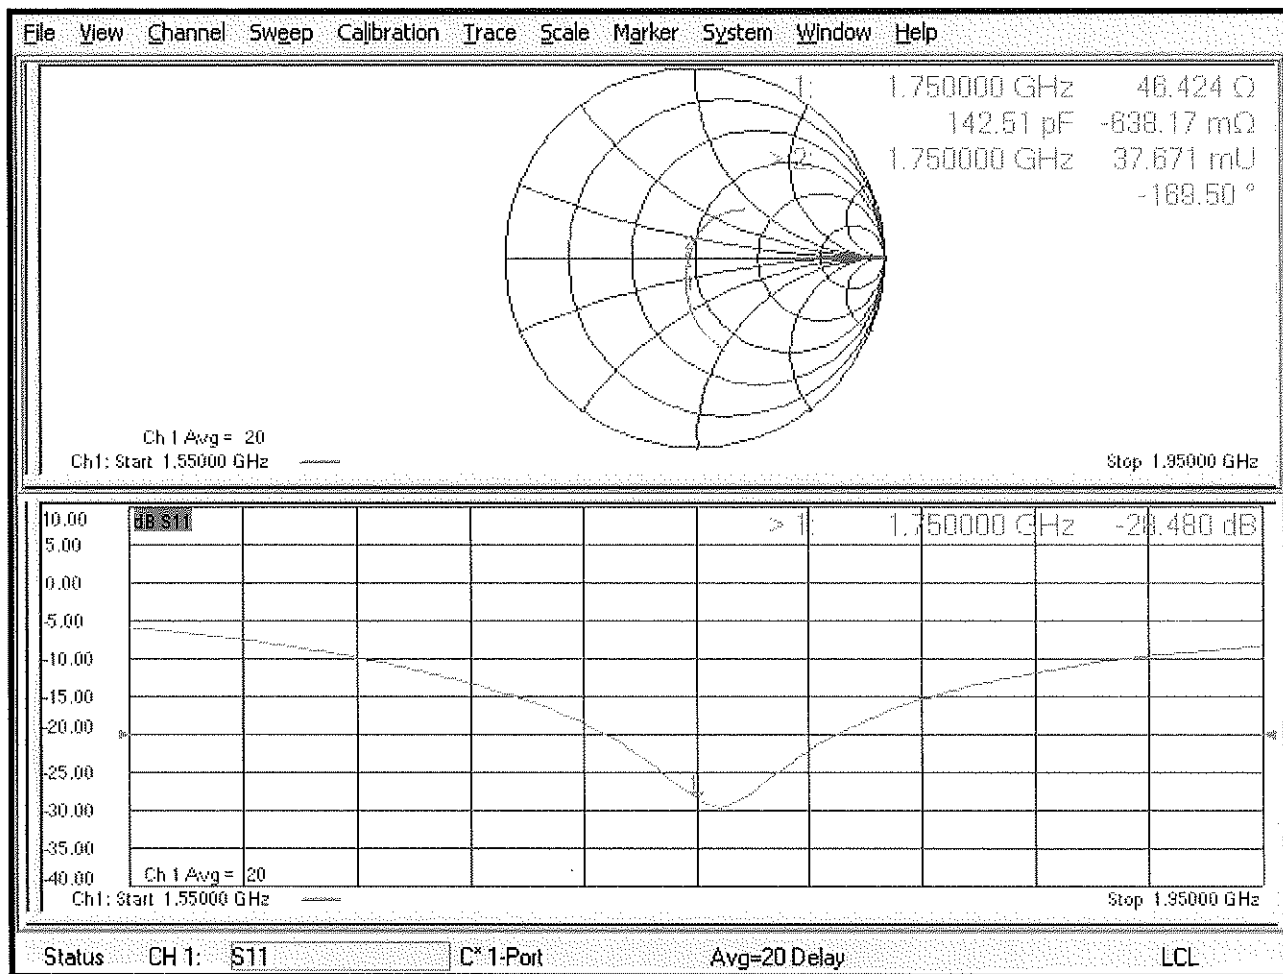 File View Channel Sweep Calibration Trace Scale Marker System Window Help
1: 1.750000 GHz 46.424 Ω
142.51 pF -638.17 mΩ
> 2: 1.750000 GHz 37.671 mU
-169.50 °
Ch 1 Avg = 20
Ch1: Start 1.55000 GHz
Stop 1.95000 GHz
10.00
dB S11
> 1: 1.750000 GHz -28.480 dB
5.00
0.00
-5.00
-10.00
-15.00
-20.00
-25.00
-30.00
-35.00
-40.00
Ch 1 Avg = 20
Ch1: Start 1.55000 GHz
Stop 1.95000 GHz
Status CH 1: S11 C* 1-Port Avg=20 Delay LCL